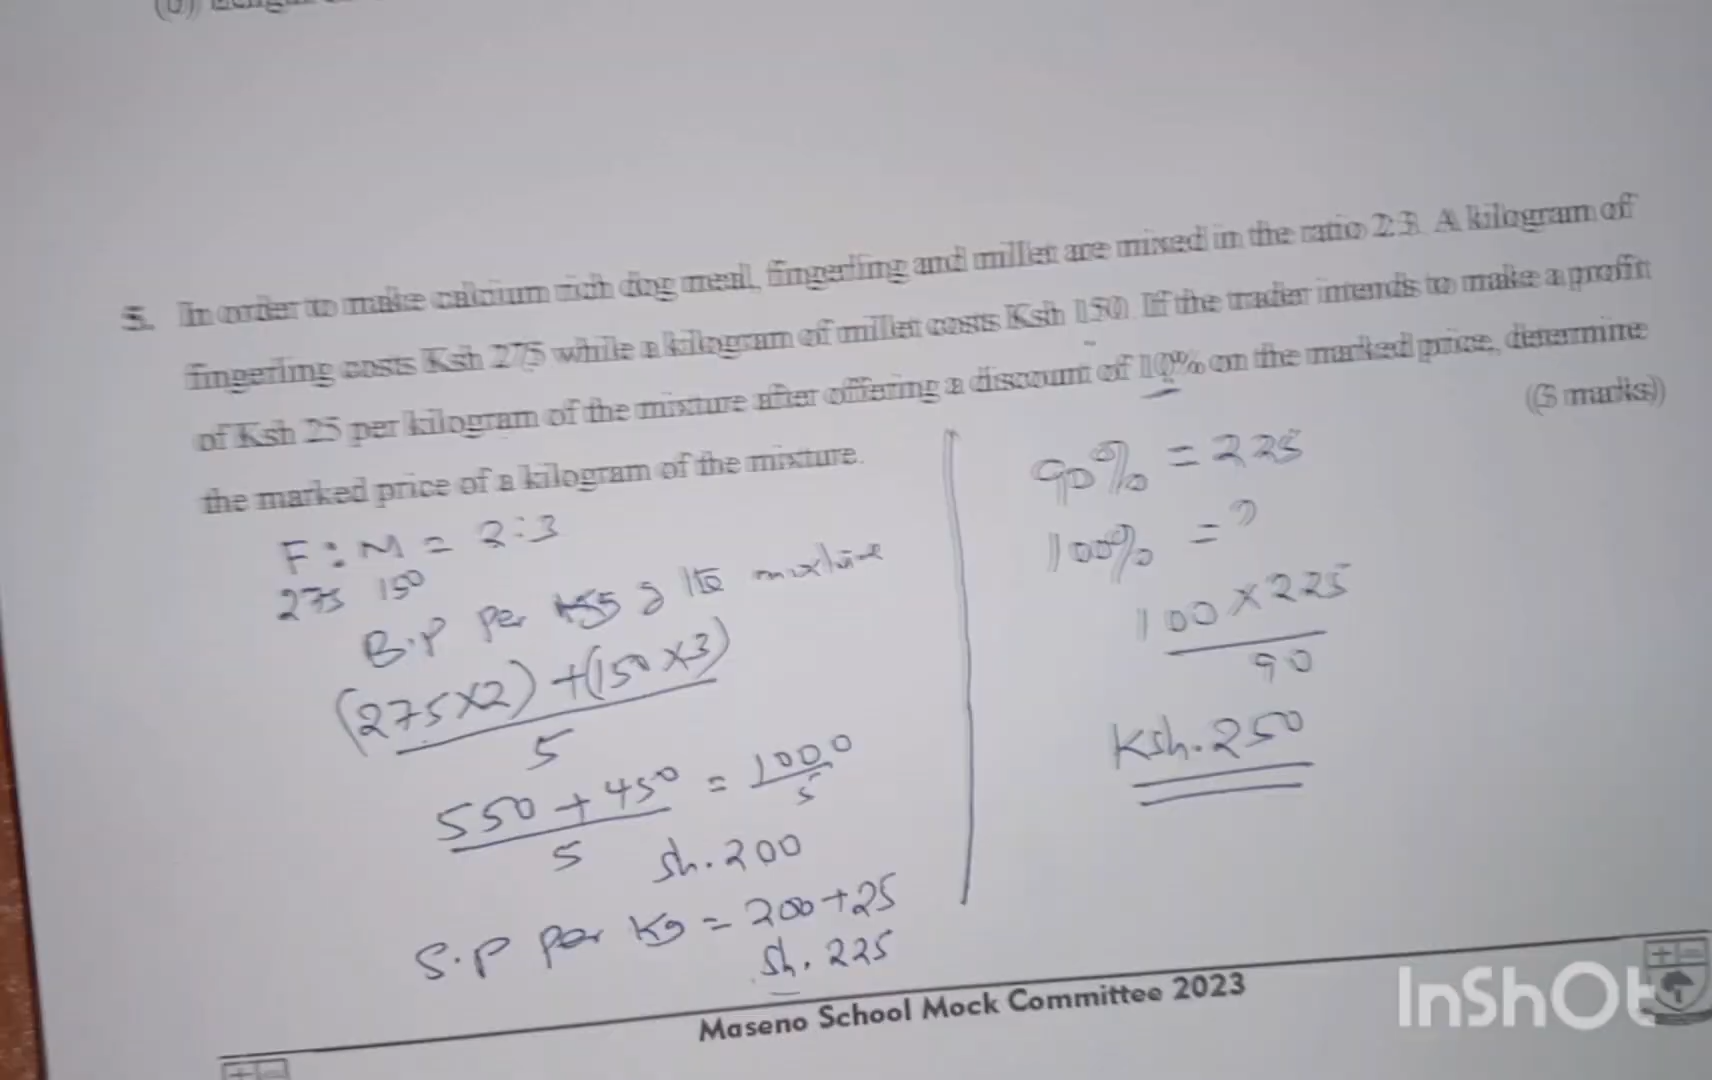 5. In order to make calcium rich dog meal, fingerling and millet are mixed in the ratio 2:3. A kilogram of
fingerling costs Ksh 275 while a kilogram of millet costs Ksh 150. If the trader intends to make a profit
of Ksh 25 per kilogram of the mixture after offering a discount of 10% on the marked price, determine
the marked price of a kilogram of the mixture.
(3 marks)
F : M = 2:3
275 150
B.P per mixture
(275×2) + (150×3)
5
550 + 450 = 1000
5 5
Sh. 200
S.P per Kg = 200+25
Sh. 225
90% = 225
100% = ?
100 × 225
90
Ksh. 250
Maseno School Mock Committee 2023
InShOt